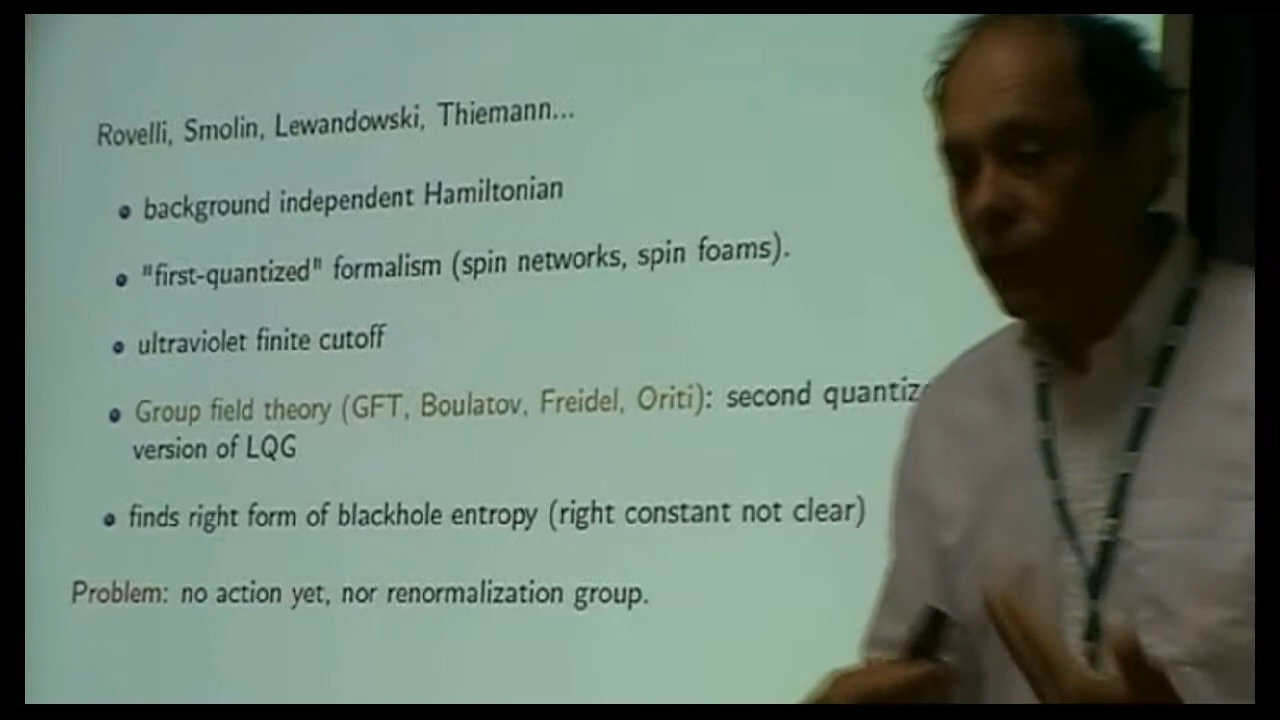 Rovelli, Smolin, Lewandowski, Thiemann...
• background independent Hamiltonian
• "first-quantized" formalism (spin networks, spin foams).
• ultraviolet finite cutoff
• Group field theory (GFT, Boulatov, Freidel, Oriti): second
version of LQG
• finds right form of blackhole entropy (right constant not clear)
Problem: no action yet, nor renormalization group.